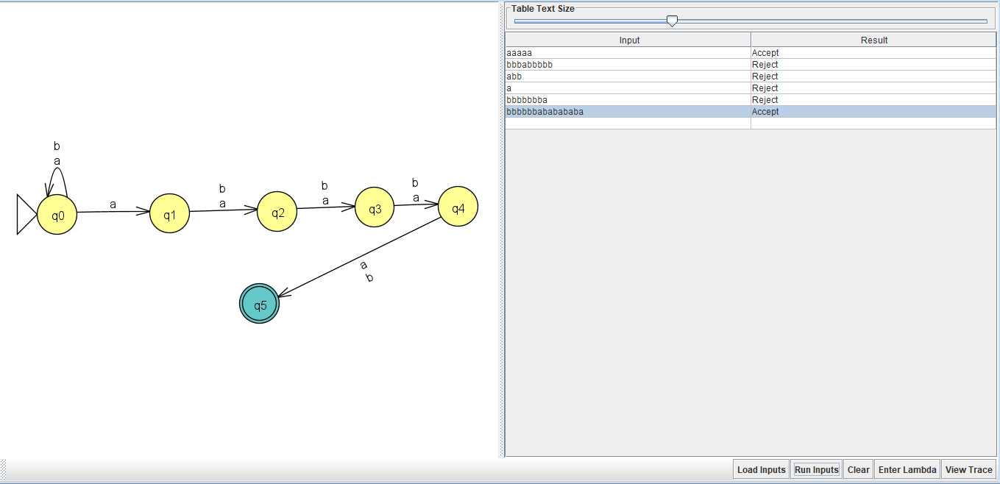 Table Text Size
Input Result
aaaaa Accept
bbbabbbbb Reject
abb Reject
a Reject
bbbbbbba Reject
bbbbbbabababaha Accept
b
a
q0
a
q1
b
a
q2
b
a
q3
b
a
q4
a
b
q5
Load Inputs Run Inputs Clear Enter Lambda View Trace